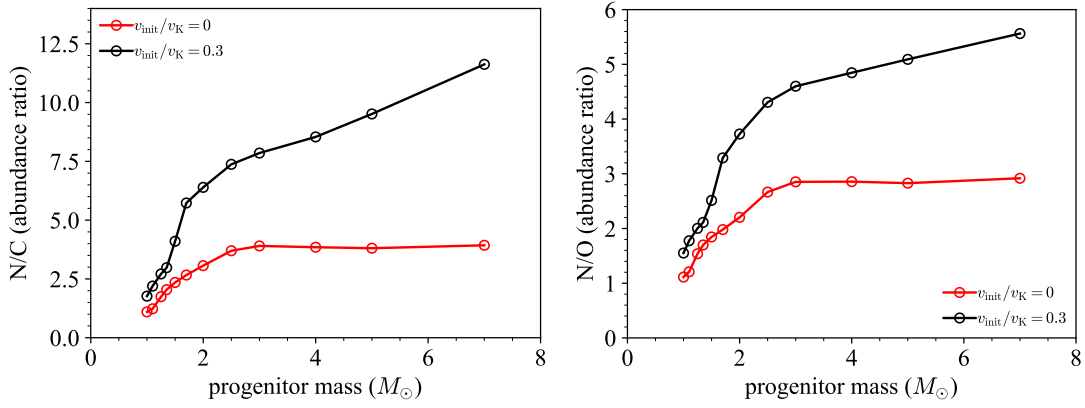 v_init/v_K = 0
v_init/v_K = 0.3
N/C (abundance ratio)
12.5
10.0
7.5
5.0
2.5
0.0
0 2 4 6 8
progenitor mass (M⊙)
N/O (abundance ratio)
6
5
4
3
2
1
0
v_init/v_K = 0
v_init/v_K = 0.3
0 2 4 6 8
progenitor mass (M⊙)